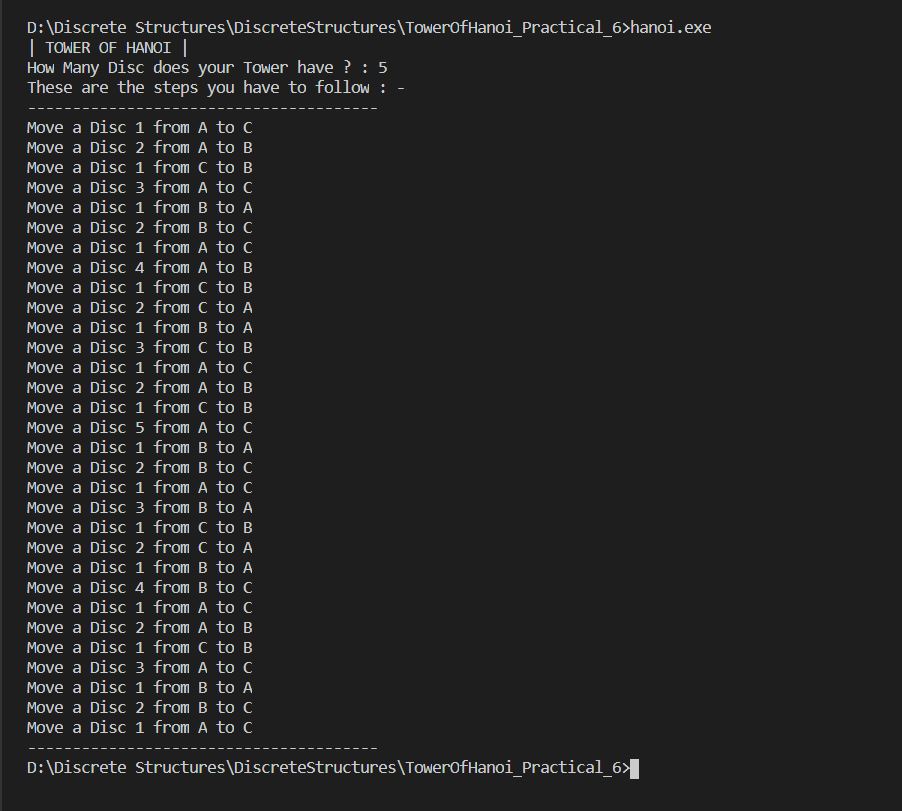 D:\Discrete Structures\DiscreteStructures\TowerOfHanoi_Practical_6>hanoi.exe
| TOWER OF HANOI |
How Many Disc does your Tower have ? : 5
These are the steps you have to follow : -
---------------------------------------
Move a Disc 1 from A to C
Move a Disc 2 from A to B
Move a Disc 1 from C to B
Move a Disc 3 from A to C
Move a Disc 1 from B to A
Move a Disc 2 from B to C
Move a Disc 1 from A to C
Move a Disc 4 from A to B
Move a Disc 1 from C to B
Move a Disc 2 from C to A
Move a Disc 1 from B to A
Move a Disc 3 from C to B
Move a Disc 1 from A to C
Move a Disc 2 from A to B
Move a Disc 1 from C to B
Move a Disc 5 from A to C
Move a Disc 1 from B to A
Move a Disc 2 from B to C
Move a Disc 1 from A to C
Move a Disc 3 from B to A
Move a Disc 1 from C to B
Move a Disc 2 from C to A
Move a Disc 1 from B to A
Move a Disc 4 from B to C
Move a Disc 1 from A to C
Move a Disc 2 from A to B
Move a Disc 1 from C to B
Move a Disc 3 from A to C
Move a Disc 1 from B to A
Move a Disc 2 from B to C
Move a Disc 1 from A to C
---------------------------------------
D:\Discrete Structures\DiscreteStructures\TowerOfHanoi_Practical_6>